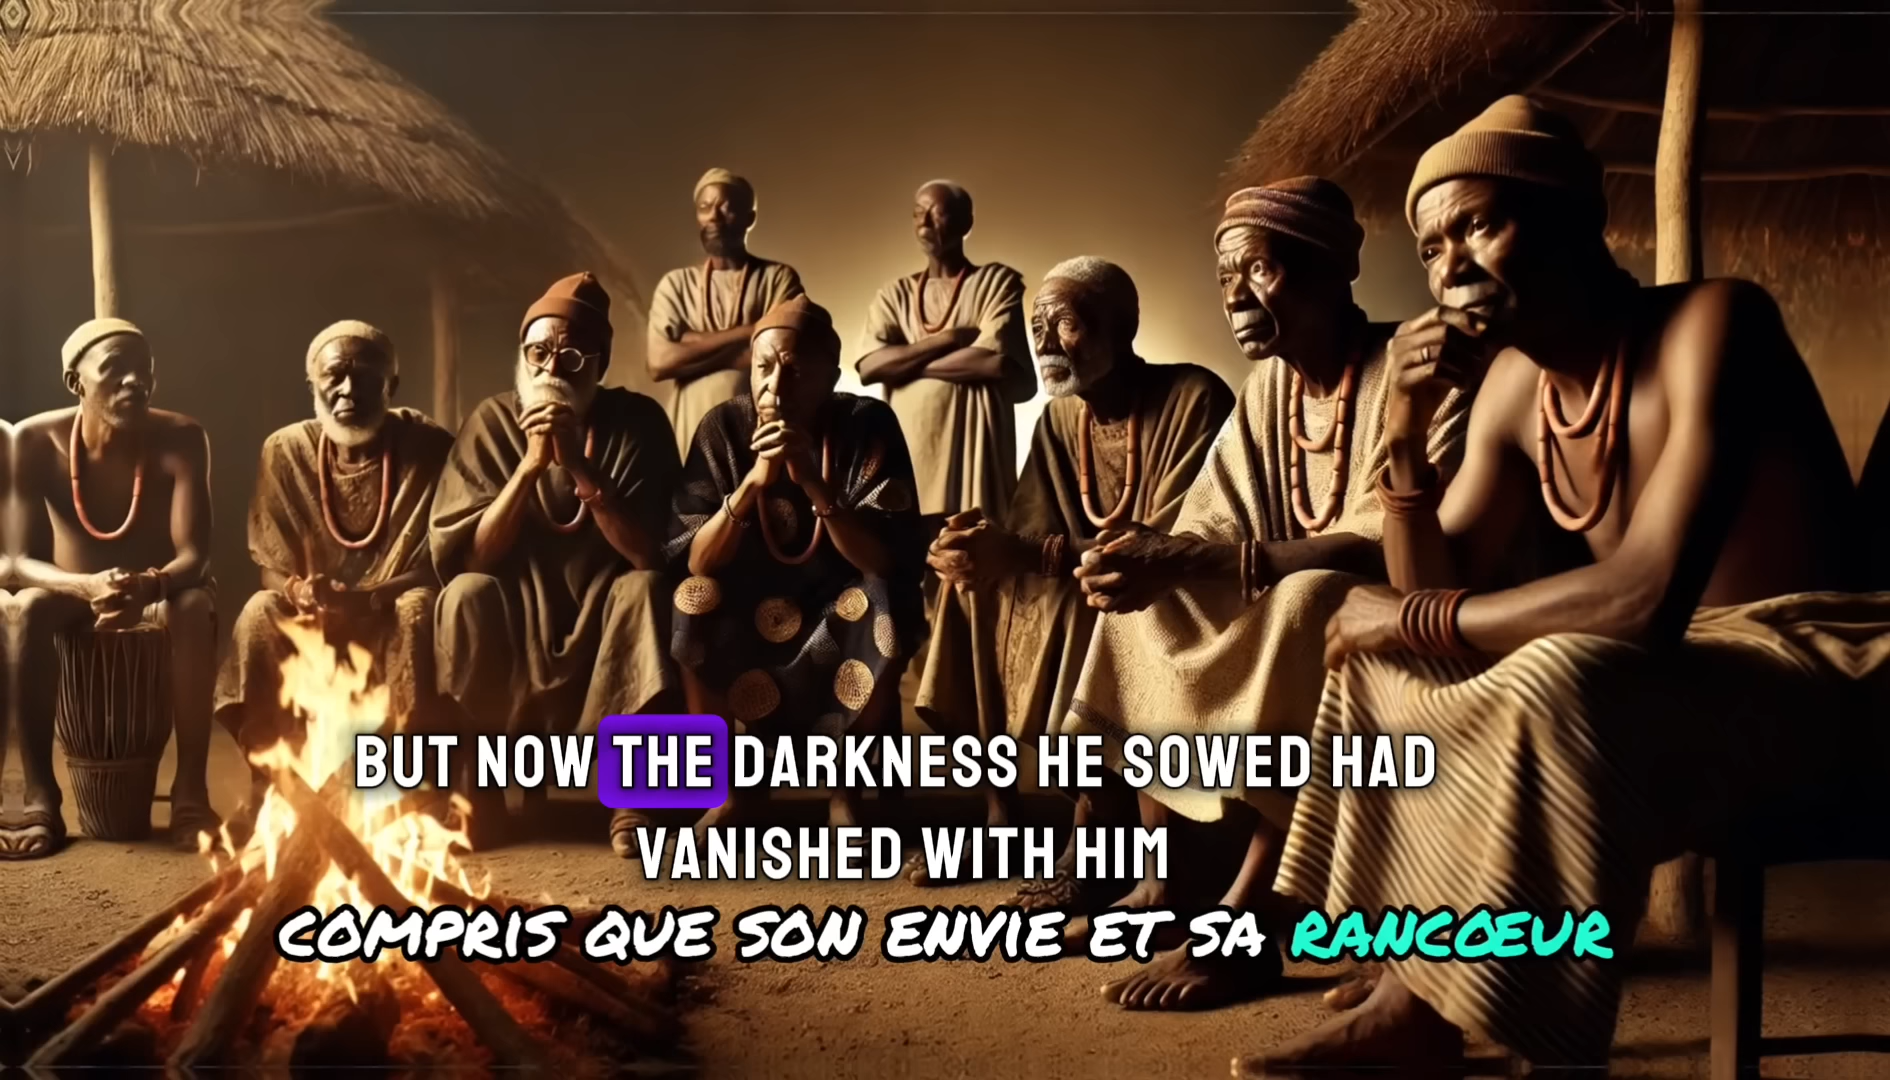 BUT NOW THE DARKNESS HE SOWED HAD
VANISHED WITH HIM
COMPRIS QUE SON ENVIE ET SA RANCOEUR